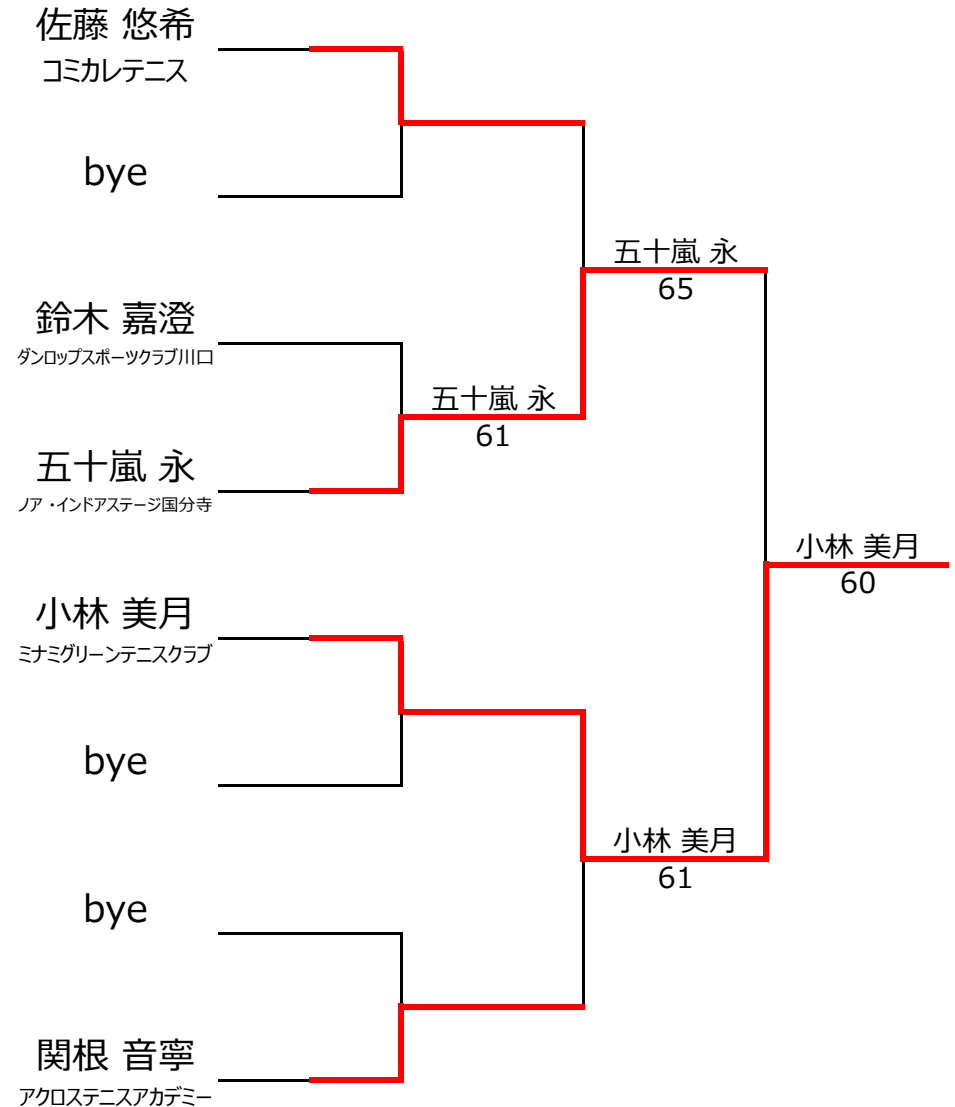 佐藤 悠希
コミカレテニス
bye
鈴木 嘉澄
ダンロップスポーツクラブ川口
五十嵐 永
ノア・インドアステージ国分寺
小林 美月
ミナミグリーンテニスクラブ
bye
bye
関根 音寧
アクロステニスアカデミー
五十嵐 永
61
五十嵐 永
65
小林 美月
61
小林 美月
60